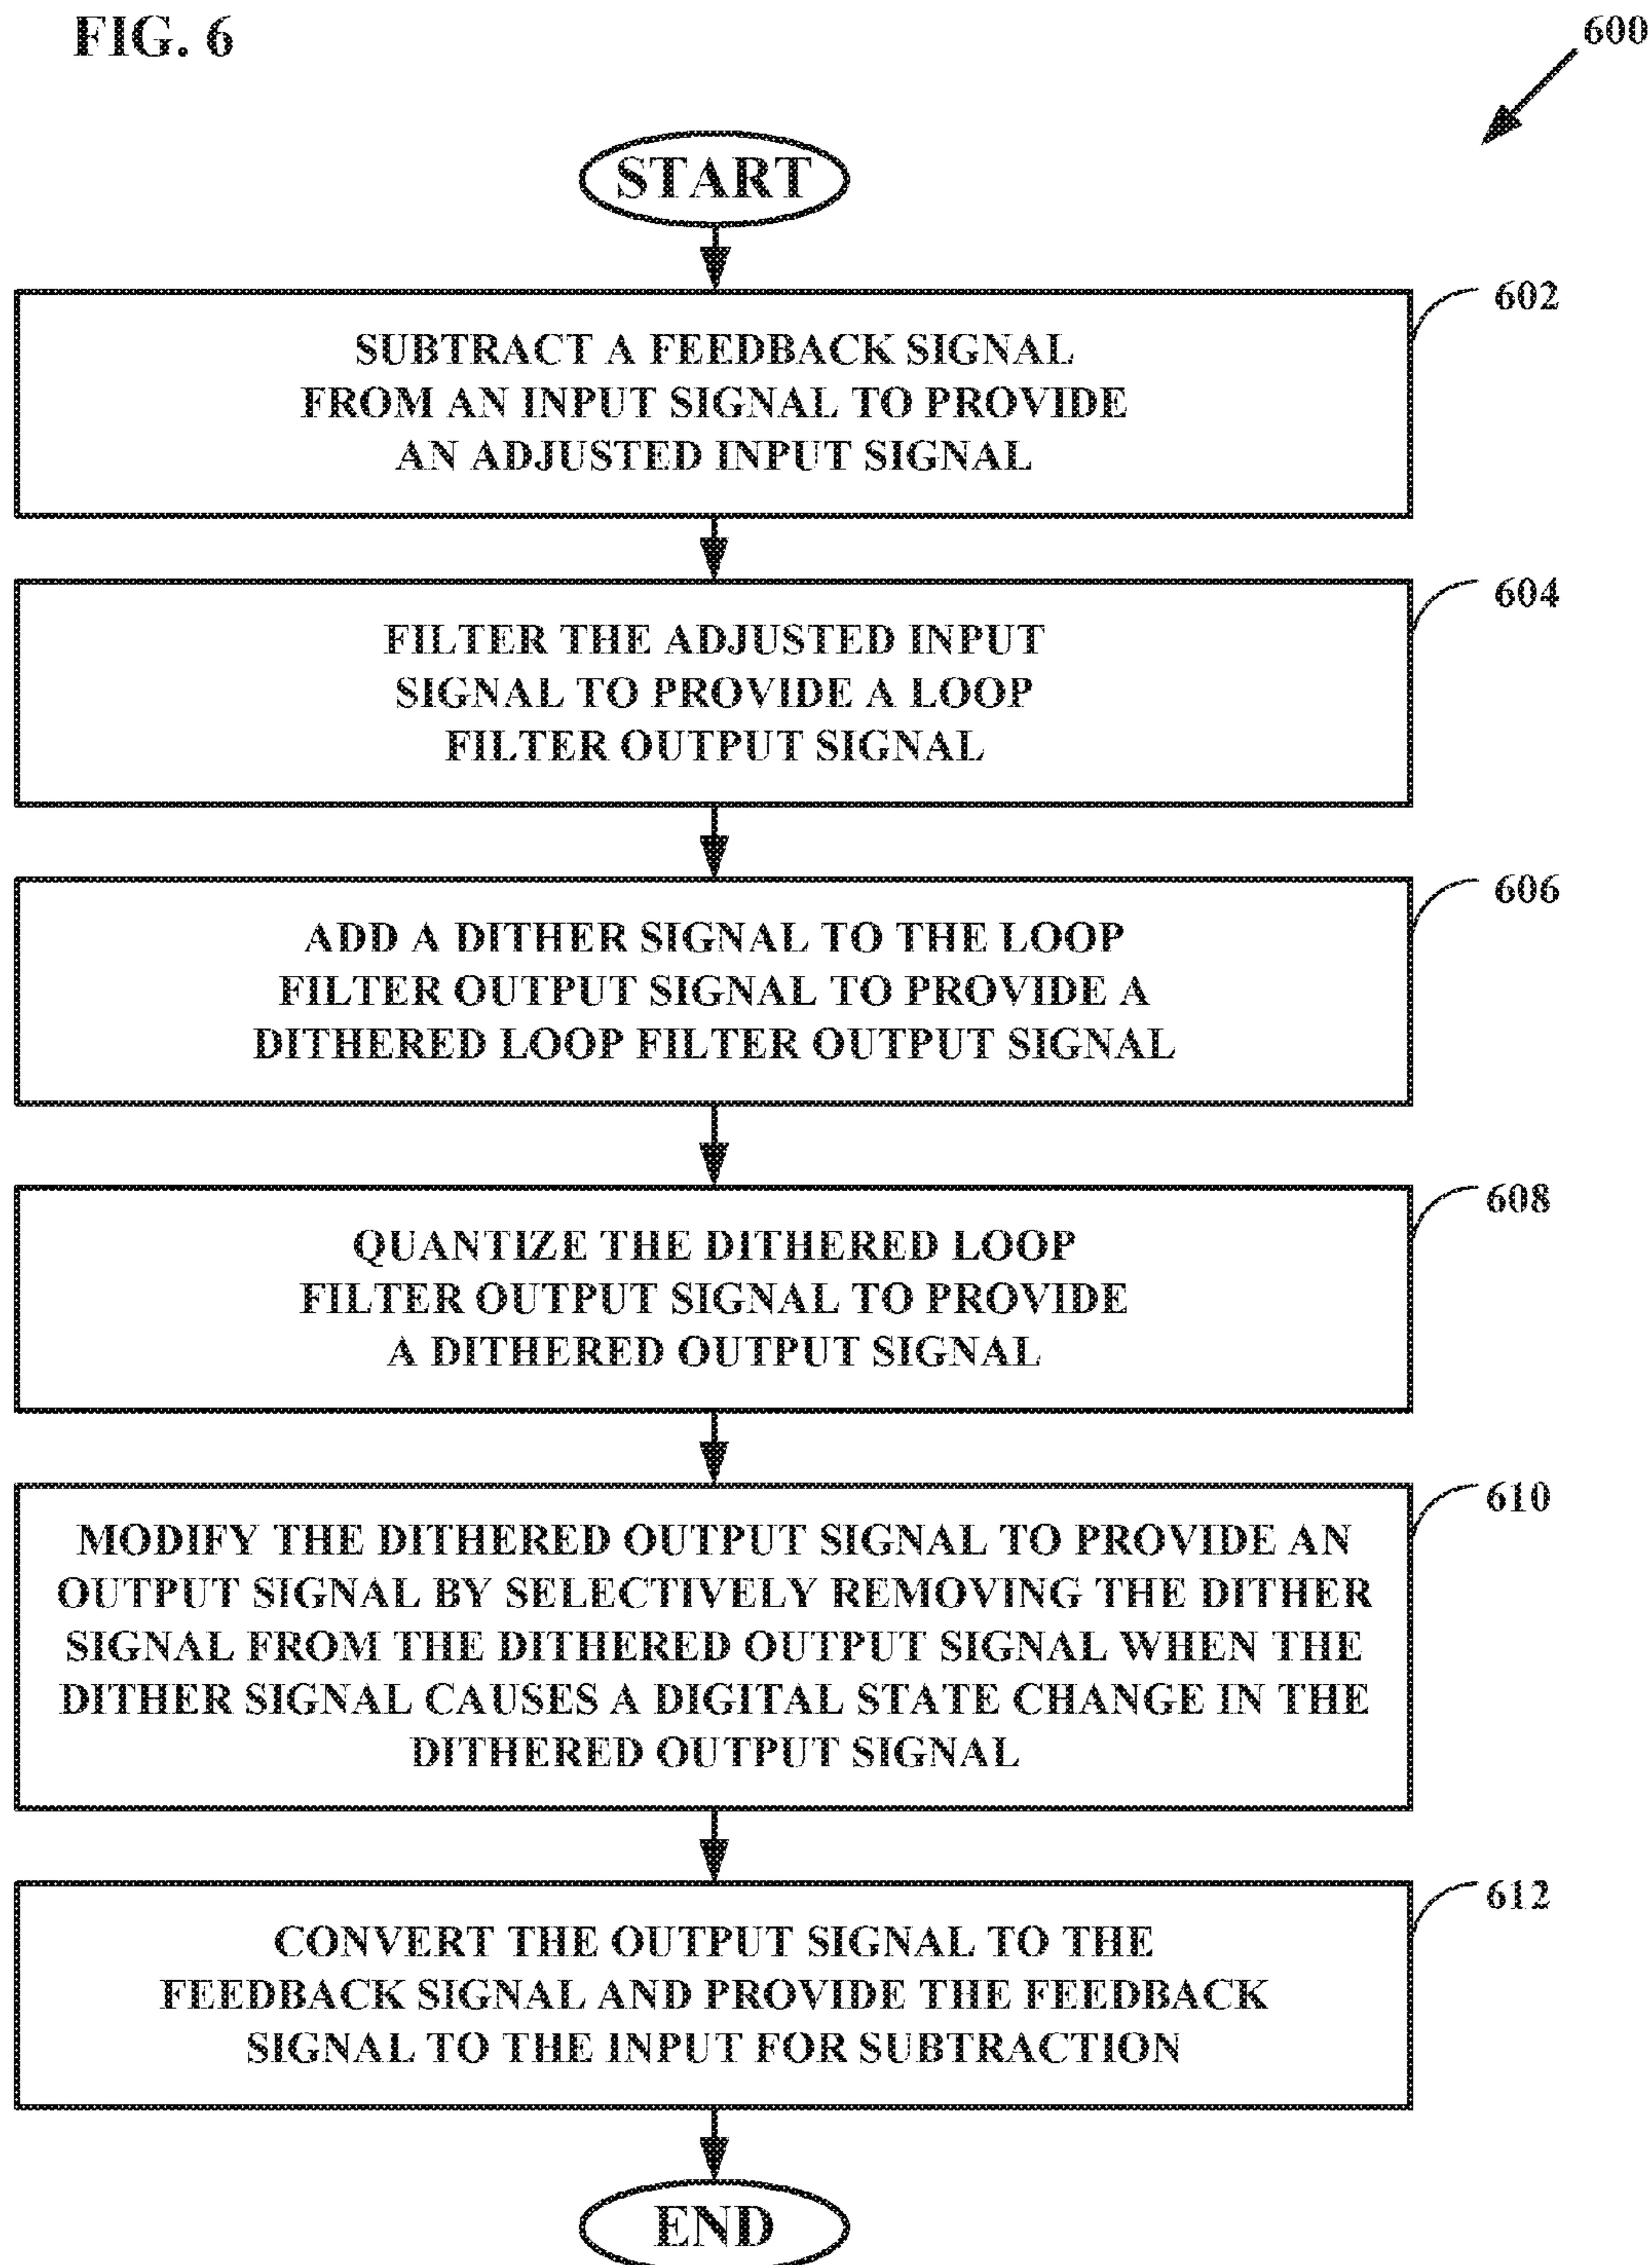 FIG. 6
600
START
602
SUBTRACT A FEEDBACK SIGNAL
FROM AN INPUT SIGNAL TO PROVIDE
AN ADJUSTED INPUT SIGNAL
604
FILTER THE ADJUSTED INPUT
SIGNAL TO PROVIDE A LOOP
FILTER OUTPUT SIGNAL
606
ADD A DITHER SIGNAL TO THE LOOP
FILTER OUTPUT SIGNAL TO PROVIDE A
DITHERED LOOP FILTER OUTPUT SIGNAL
608
QUANTIZE THE DITHERED LOOP
FILTER OUTPUT SIGNAL TO PROVIDE
A DITHERED OUTPUT SIGNAL
610
MODIFY THE DITHERED OUTPUT SIGNAL TO PROVIDE AN
OUTPUT SIGNAL BY SELECTIVELY REMOVING THE DITHER
SIGNAL FROM THE DITHERED OUTPUT SIGNAL WHEN THE
DITHER SIGNAL CAUSES A DIGITAL STATE CHANGE IN THE
DITHERED OUTPUT SIGNAL
612
CONVERT THE OUTPUT SIGNAL TO THE
FEEDBACK SIGNAL AND PROVIDE THE FEEDBACK
SIGNAL TO THE INPUT FOR SUBTRACTION
END